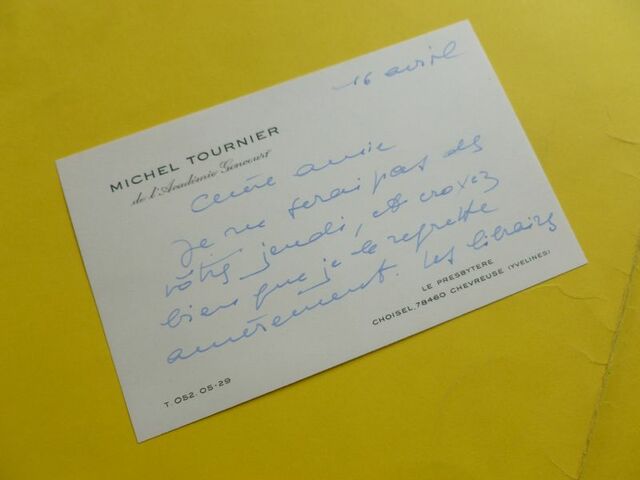 16 avril
MICHEL TOURNIER
de l'Académie Goncourt
Chère amie
Je ne serai pas des
vôtres jeudi, et croyez
bien que je le regrette
amèrement. Les libraires
LE PRESBYTERE
CHOISEL, 78460 CHEVREUSE (YVELINES)
T. 052. 05-29